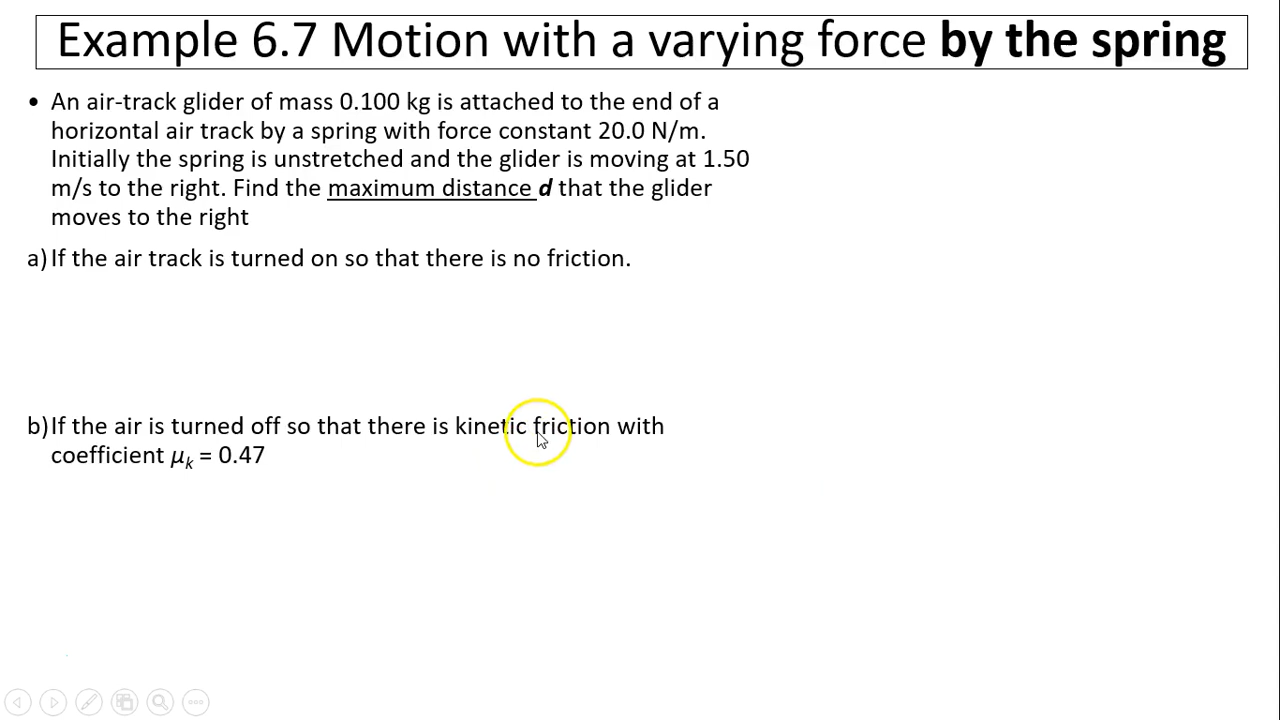 Example 6.7 Motion with a varying force by the spring
• An air-track glider of mass 0.100 kg is attached to the end of a
horizontal air track by a spring with force constant 20.0 N/m.
Initially the spring is unstretched and the glider is moving at 1.50
m/s to the right. Find the maximum distance d that the glider
moves to the right
a) If the air track is turned on so that there is no friction.
b) If the air is turned off so that there is kinetic friction with
coefficient μk = 0.47